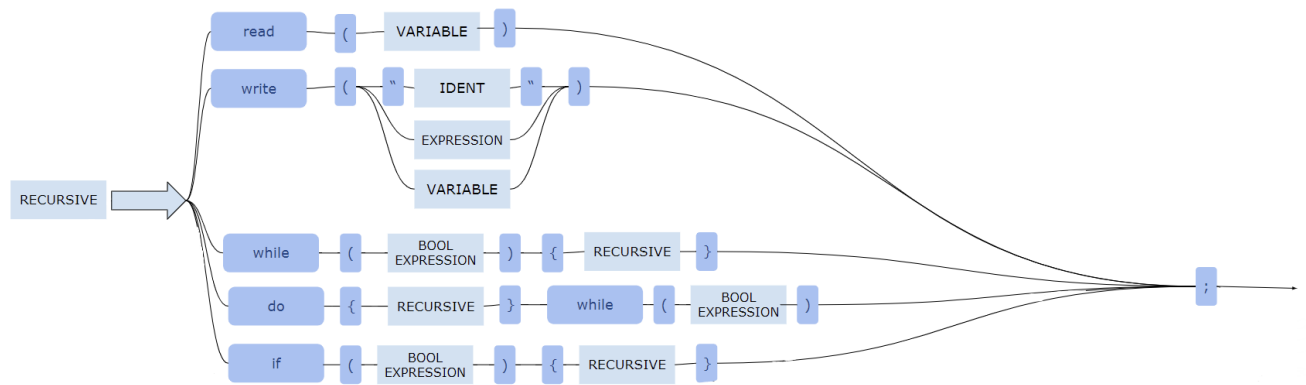 read ( VARIABLE )
write ( “ IDENT “ )
EXPRESSION
VARIABLE
RECURSIVE
while ( BOOL EXPRESSION ) { RECURSIVE }
do { RECURSIVE } while ( BOOL EXPRESSION )
;
if ( BOOL EXPRESSION ) { RECURSIVE }